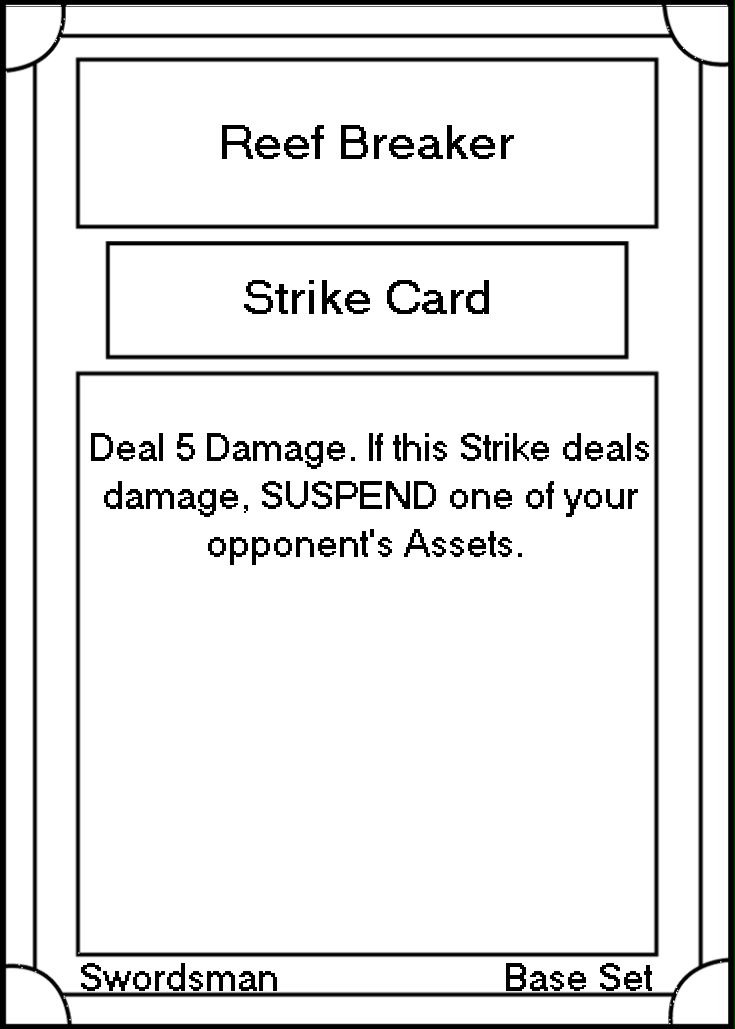 Reef Breaker
Strike Card
Deal 5 Damage. If this Strike deals
damage, SUSPEND one of your
opponent's Assets.
Swordsman
Base Set